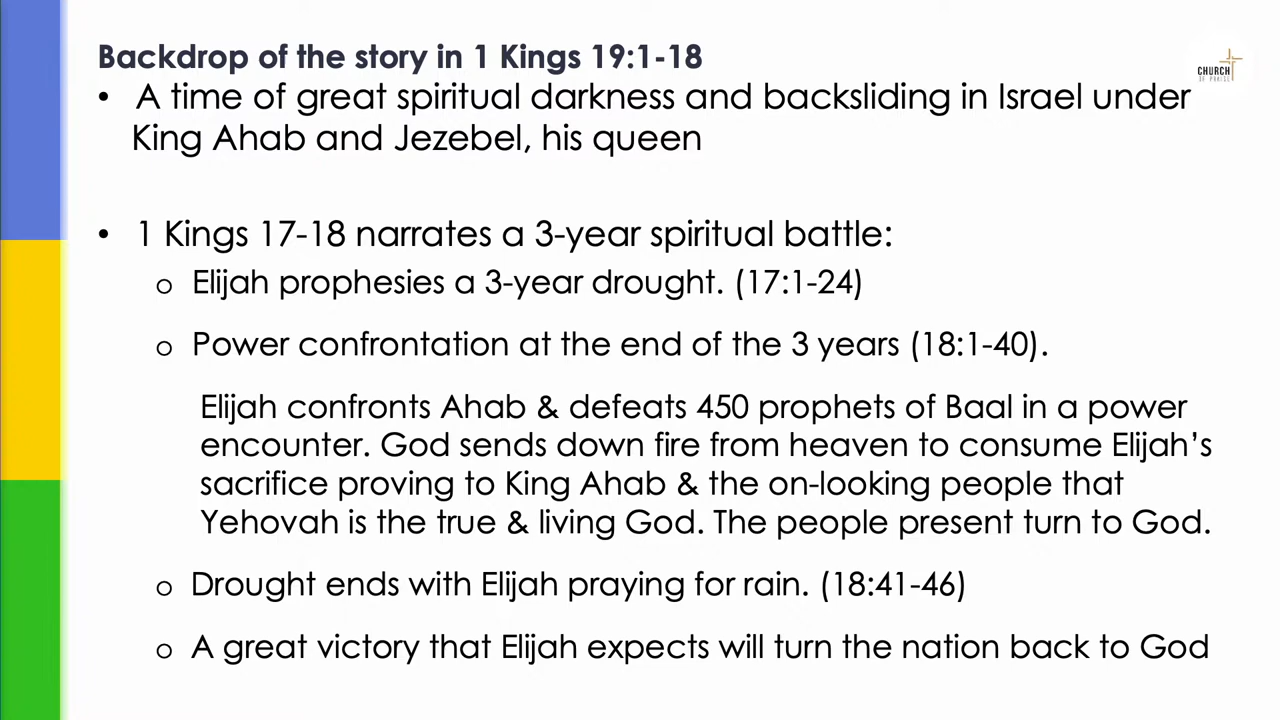 Backdrop of the story in 1 Kings 19:1-18
CHURCH
OF PRAISE
• A time of great spiritual darkness and backsliding in Israel under
King Ahab and Jezebel, his queen
• 1 Kings 17-18 narrates a 3-year spiritual battle:
o Elijah prophesies a 3-year drought. (17:1-24)
o Power confrontation at the end of the 3 years (18:1-40).
Elijah confronts Ahab & defeats 450 prophets of Baal in a power
encounter. God sends down fire from heaven to consume Elijah’s
sacrifice proving to King Ahab & the on-looking people that
Yehovah is the true & living God. The people present turn to God.
o Drought ends with Elijah praying for rain. (18:41-46)
o A great victory that Elijah expects will turn the nation back to God